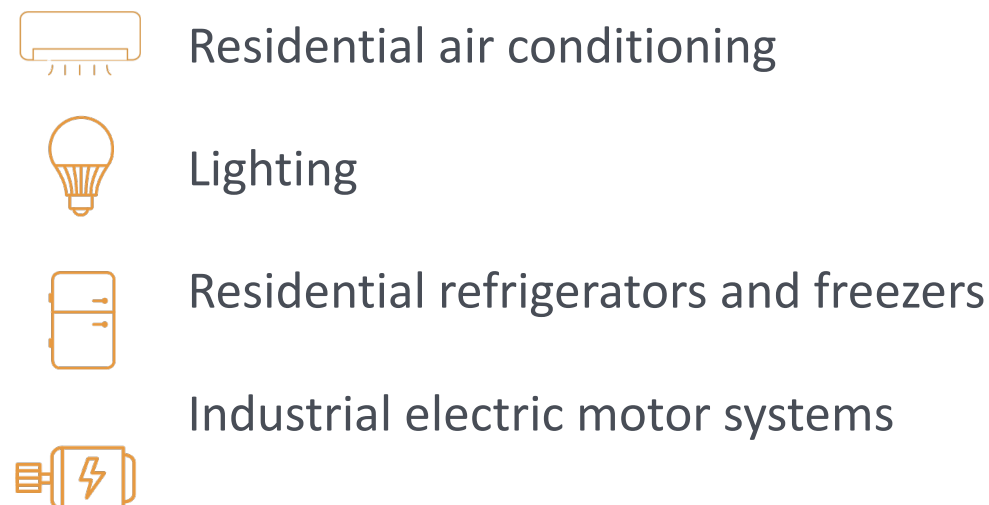 Residential air conditioning
Lighting
Residential refrigerators and freezers
Industrial electric motor systems